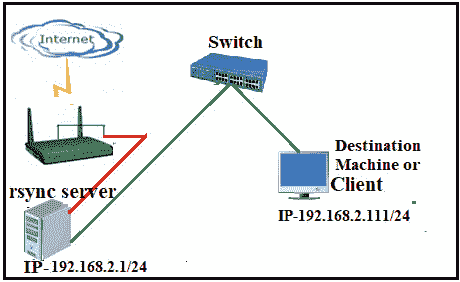 Internet
Switch
rsync server
IP-192.168.2.1/24
Destination
Machine or
Client
IP-192.168.2.111/24